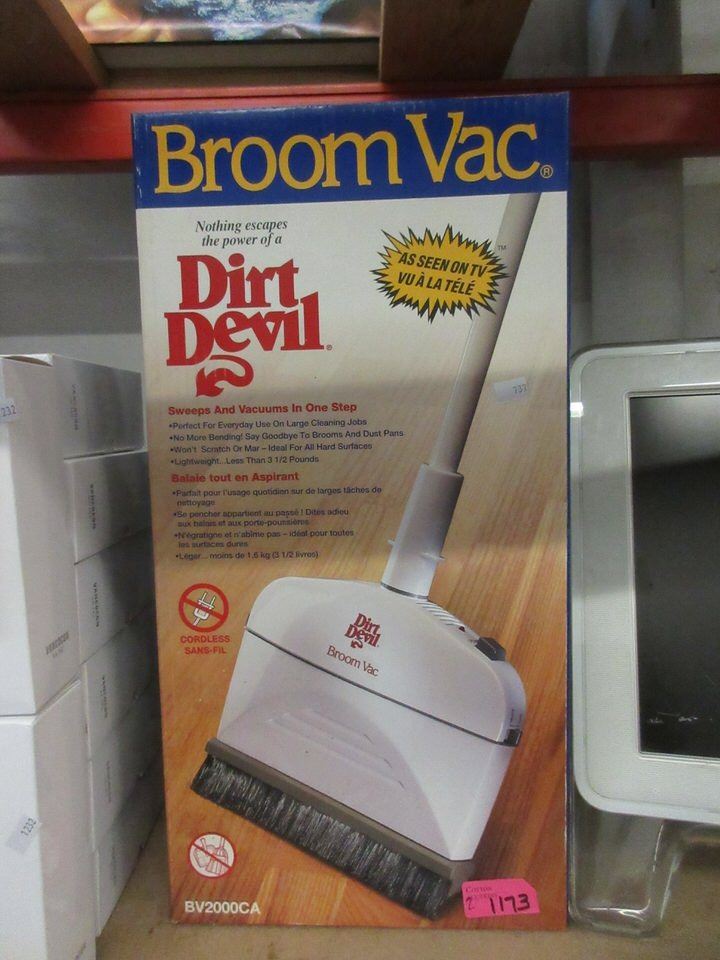 Broom Vac®
Nothing escapes
the power of a
Dirt
Devil®
AS SEEN ON TV
VU À LA TÉLÉ
TM
Sweeps And Vacuums In One Step
•Perfect For Everyday Use On Large Cleaning Jobs
•No More Bending! Say Goodbye To Brooms And Dust Pans
•Won't Scratch Or Mar – Ideal For All Hard Surfaces
•Lightweight...Less Than 3 1/2 Pounds
Balaie tout en Aspirant
•Parfait pour l'usage quotidien sur de larges tâches de
nettoyage
•Se pencher appartient au passé ! Dites adieu
aux balais et aux porte-poussières
•N'égratigne et n'abîme pas – idéal pour toutes
les surfaces dures
•Léger... moins de 1,6 kg (3 1/2 livres)
CORDLESS
SANS-FIL
Dirt
Devil
Broom Vac
BV2000CA
2 1173
232
1232